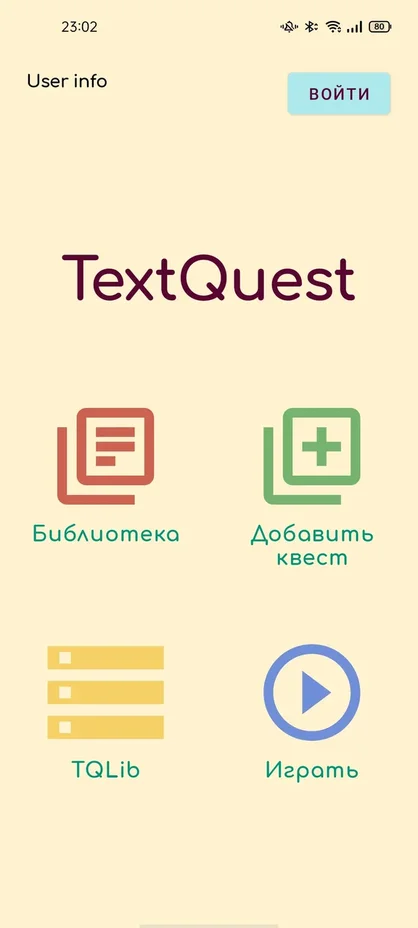 23:02
80
User info
ВОЙТИ
TextQuest
Библиотека
Добавить
квест
TQLib
Играть